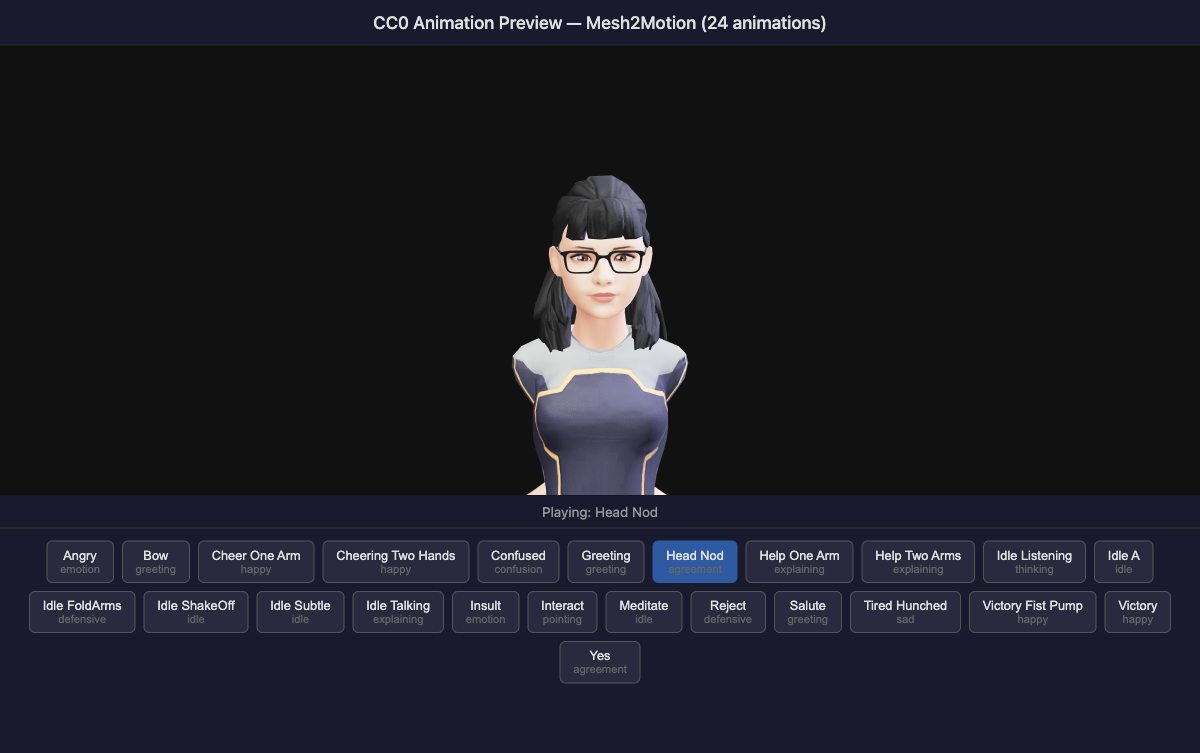 CC0 Animation Preview — Mesh2Motion (24 animations)
Playing: Head Nod
Angry
emotion
Bow
greeting
Cheer One Arm
happy
Cheering Two Hands
happy
Confused
confusion
Greeting
greeting
Head Nod
agreement
Help One Arm
explaining
Help Two Arms
explaining
Idle Listening
thinking
Idle A
idle
Idle FoldArms
defensive
Idle ShakeOff
idle
Idle Subtle
idle
Idle Talking
explaining
Insult
emotion
Interact
pointing
Meditate
idle
Reject
defensive
Salute
greeting
Tired Hunched
sad
Victory Fist Pump
happy
Victory
happy
Yes
agreement